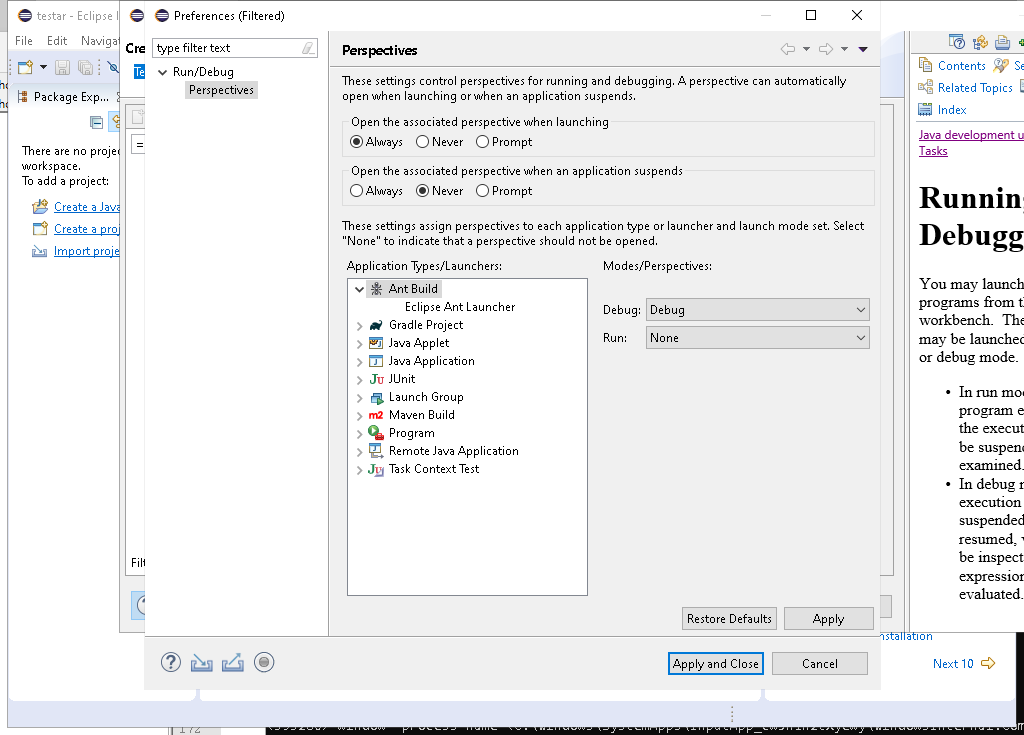 testar - Eclipse I
Preferences (Filtered)
File Edit Navigat
Cre
type filter text
Perspectives
Run/Debug
Perspectives
Package Exp...
These settings control perspectives for running and debugging. A perspective can automatically
open when launching or when an application suspends.
Open the associated perspective when launching
Always Never Prompt
Open the associated perspective when an application suspends
Always Never Prompt
These settings assign perspectives to each application type or launcher and launch mode set. Select
"None" to indicate that a perspective should not be opened.
Application Types/Launchers:
Modes/Perspectives:
Ant Build
Eclipse Ant Launcher
Gradle Project
Java Applet
Java Application
JUnit
Launch Group
Maven Build
Program
Remote Java Application
Task Context Test
Debug: Debug
Run: None
Restore Defaults Apply
Apply and Close Cancel
There are no projec
workspace.
To add a project:
Create a Java
Create a proj
Import proje
Te
=
Filt
Contents Se
Related Topics
Index
Java development u
Tasks
Running
Debugg
You may launch
programs from th
workbench. The
may be launched
or debug mode.
• In run mod
program e
the execut
be suspend
examined.
• In debug m
execution
suspended
resumed, v
be inspect
expression
evaluated.
nstallation
Next 10
172